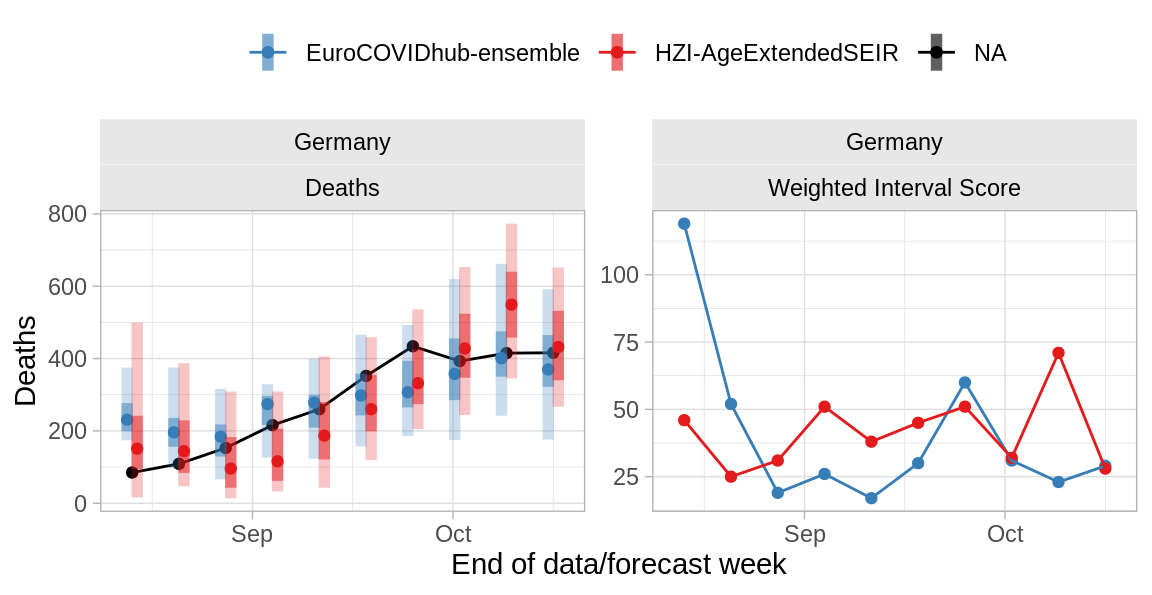 EuroCOVIDhub-ensemble HZI-AgeExtendedSEIR NA
Germany
Deaths
Germany
Weighted Interval Score
Deaths
800
600
400
200
0
Sep Oct
100
75
50
25
Sep Oct
End of data/forecast week